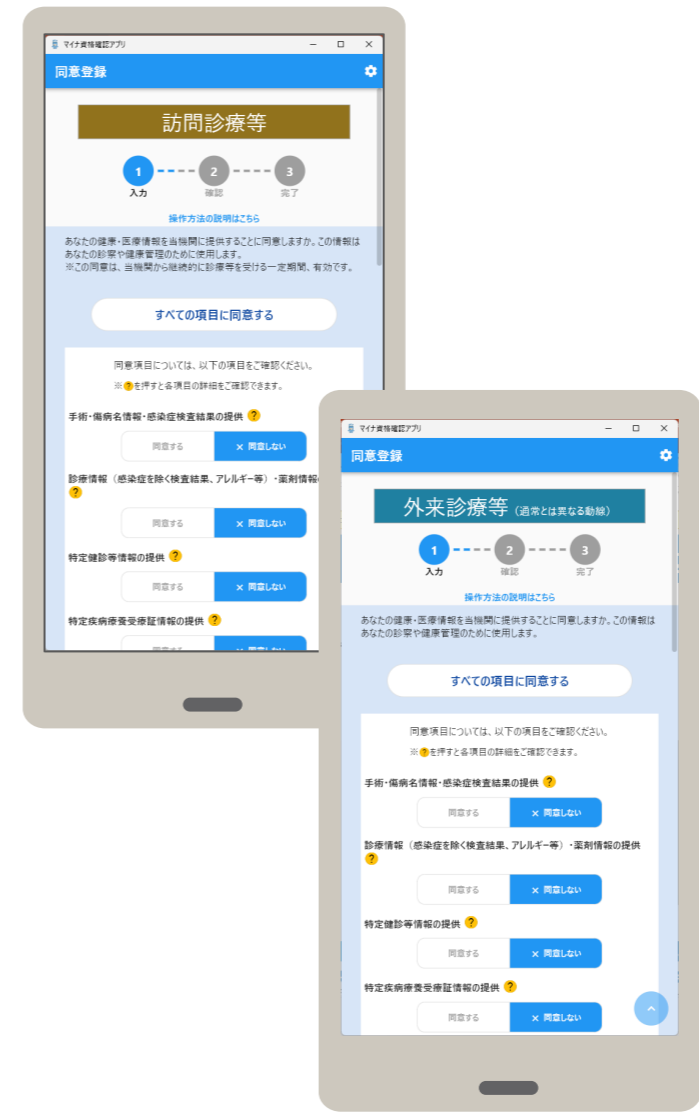 マイナ資格確認アプリ
同意登録
訪問診療等
1 2 3
入力 確認 完了
操作方法の説明はこちら
あなたの健康・医療情報を当機関に提供することに同意しますか。この情報は
あなたの診察や健康管理のために使用します。
※この同意は、当機関から継続的に診療等を受ける一定期間、有効です。
すべての項目に同意する
同意項目については、以下の項目をご確認ください。
※?を押すと各項目の詳細をご確認できます。
手術・傷病名情報・感染症検査結果の提供 ?
同意する × 同意しない
診療情報（感染症を除く検査結果、アレルギー等）・薬剤情報の
?
同意する × 同意しない
特定健診等情報の提供 ?
同意する × 同意しない
特定疾病療養受療証情報の提供 ?
同意する × 同意しない
マイナ資格確認アプリ
同意登録
外来診療等（通常とは異なる動線）
1 2 3
入力 確認 完了
操作方法の説明はこちら
あなたの健康・医療情報を当機関に提供することに同意しますか。この情報は
あなたの診察や健康管理のために使用します。
すべての項目に同意する
同意項目については、以下の項目をご確認ください。
※?を押すと各項目の詳細をご確認できます。
手術・傷病名情報・感染症検査結果の提供 ?
同意する × 同意しない
診療情報（感染症を除く検査結果、アレルギー等）・薬剤情報の提供
?
同意する × 同意しない
特定健診等情報の提供 ?
同意する × 同意しない
特定疾病療養受療証情報の提供 ?
同意する × 同意しない